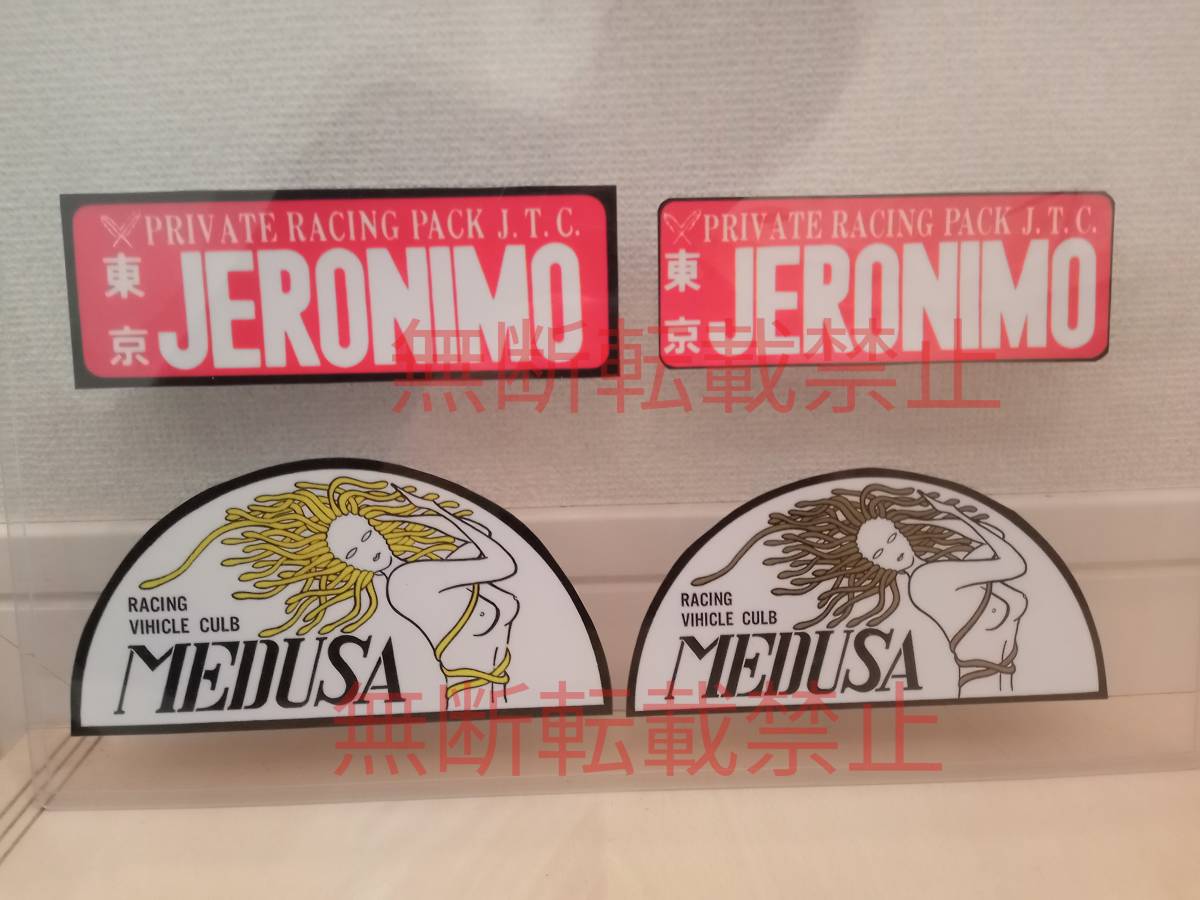 PRIVATE RACING PACK J. T. C.
東京
JERONIMO
PRIVATE RACING PACK J. T. C.
東京
JERONIMO
無断転載禁止
RACING
VIHICLE CULB
MEDUSA
RACING
VIHICLE CULB
MEDUSA
無断転載禁止